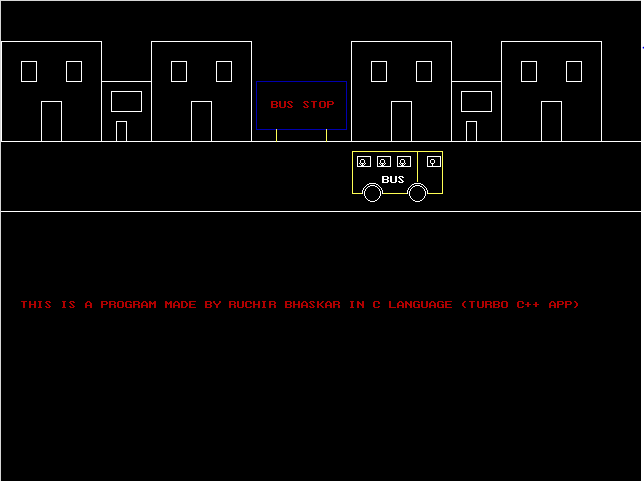 BUS STOP
BUS
THIS IS A PROGRAM MADE BY RUCHIR BHASKAR IN C LANGUAGE (TURBO C++ APP)